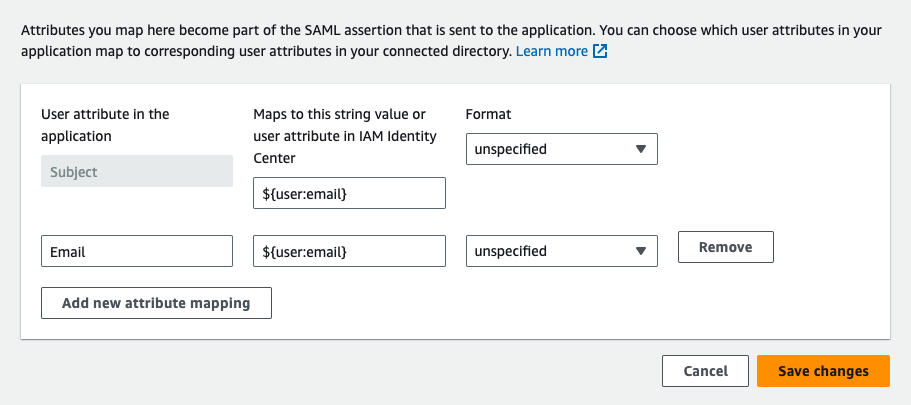 Attributes you map here become part of the SAML assertion that is sent to the application. You can choose which user attributes in your
application map to corresponding user attributes in your connected directory. Learn more
User attribute in the
application
Maps to this string value or
user attribute in IAM Identity
Center
Format
Subject
${user:email}
unspecified
Email
${user:email}
unspecified
Remove
Add new attribute mapping
Cancel
Save changes